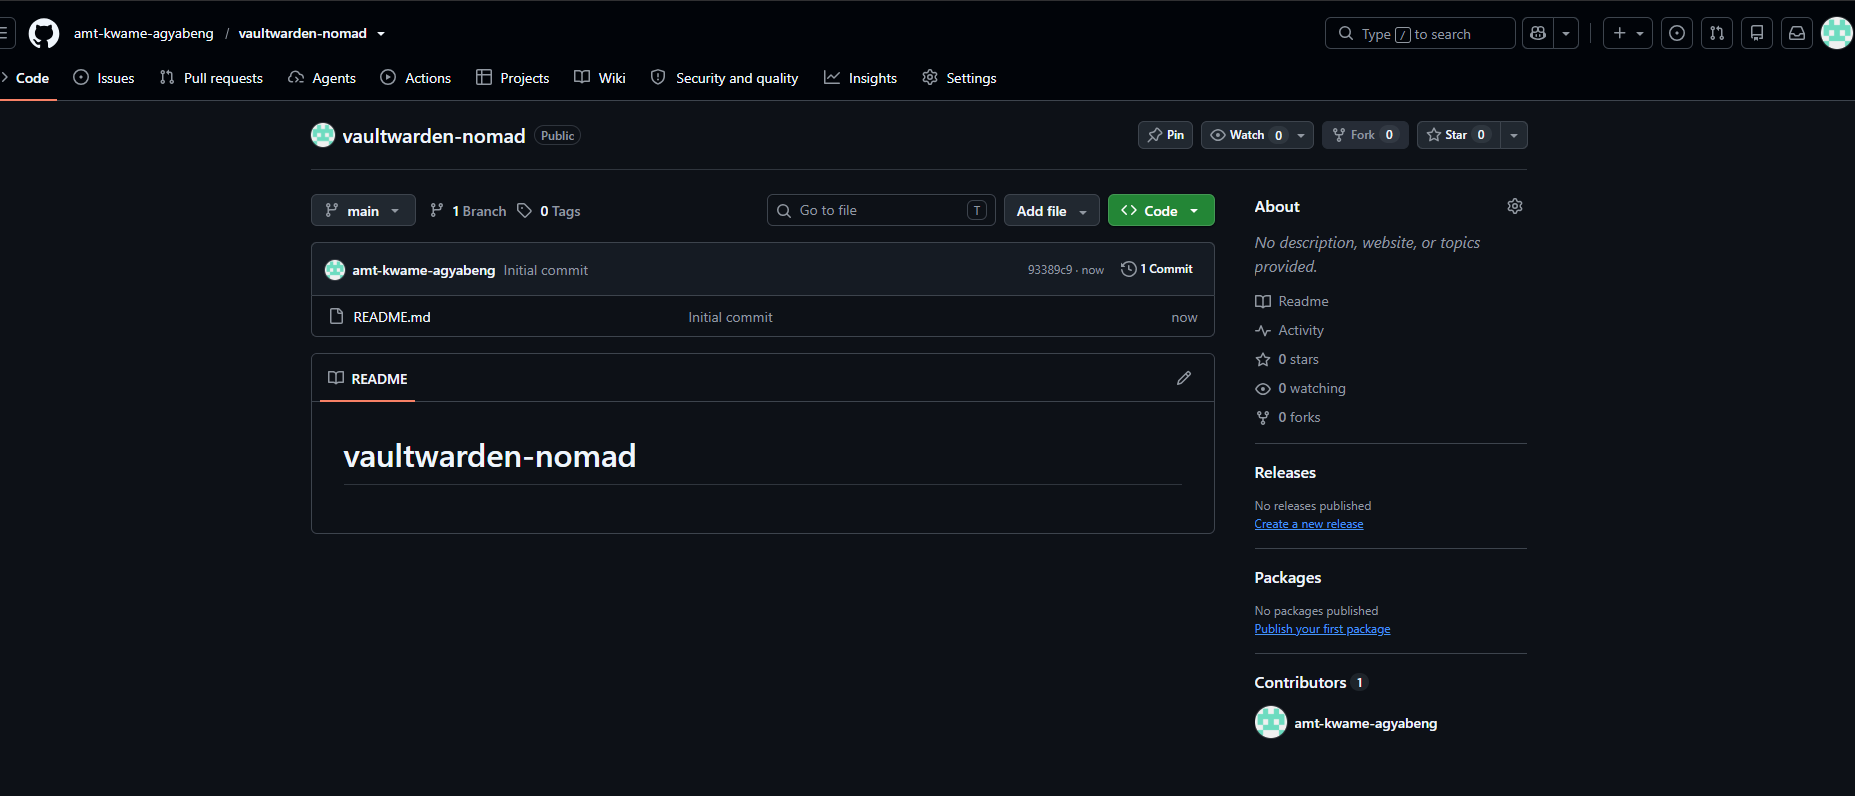 amt-kwame-agyabeng / vaultwarden-nomad
Type / to search
Code Issues Pull requests Agents Actions Projects Wiki Security and quality Insights Settings
vaultwarden-nomad Public
Pin Watch 0 Fork 0 Star 0
main 1 Branch 0 Tags
Go to file T Add file Code
amt-kwame-agyabeng Initial commit 93389c9 · now 1 Commit
README.md Initial commit now
README
vaultwarden-nomad
About
No description, website, or topics
provided.
Readme
Activity
0 stars
0 watching
0 forks
Releases
No releases published
Create a new release
Packages
No packages published
Publish your first package
Contributors 1
amt-kwame-agyabeng